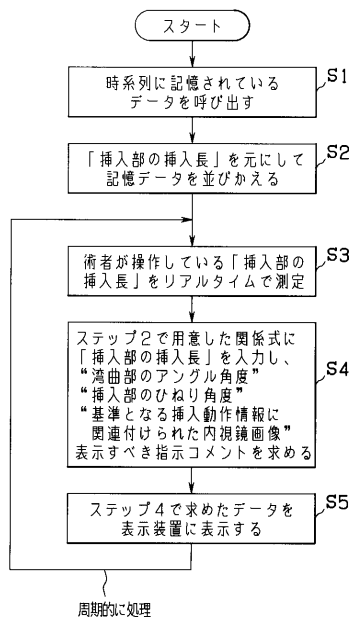 スタート
時系列に記憶されている
データを呼び出す
S1
「挿入部の挿入長」を元にして
記憶データを並びかえる
S2
術者が操作している「挿入部の
挿入長」をリアルタイムで測定
S3
ステップ2で用意した関係式に
「挿入部の挿入長」を入力し、
“湾曲部のアングル角度”
“挿入部のひねり角度”
“基準となる挿入動作情報に
関連付けられた内視鏡画像”
表示すべき指示コメントを求める
S4
ステップ4で求めたデータを
表示装置に表示する
S5
周期的に処理